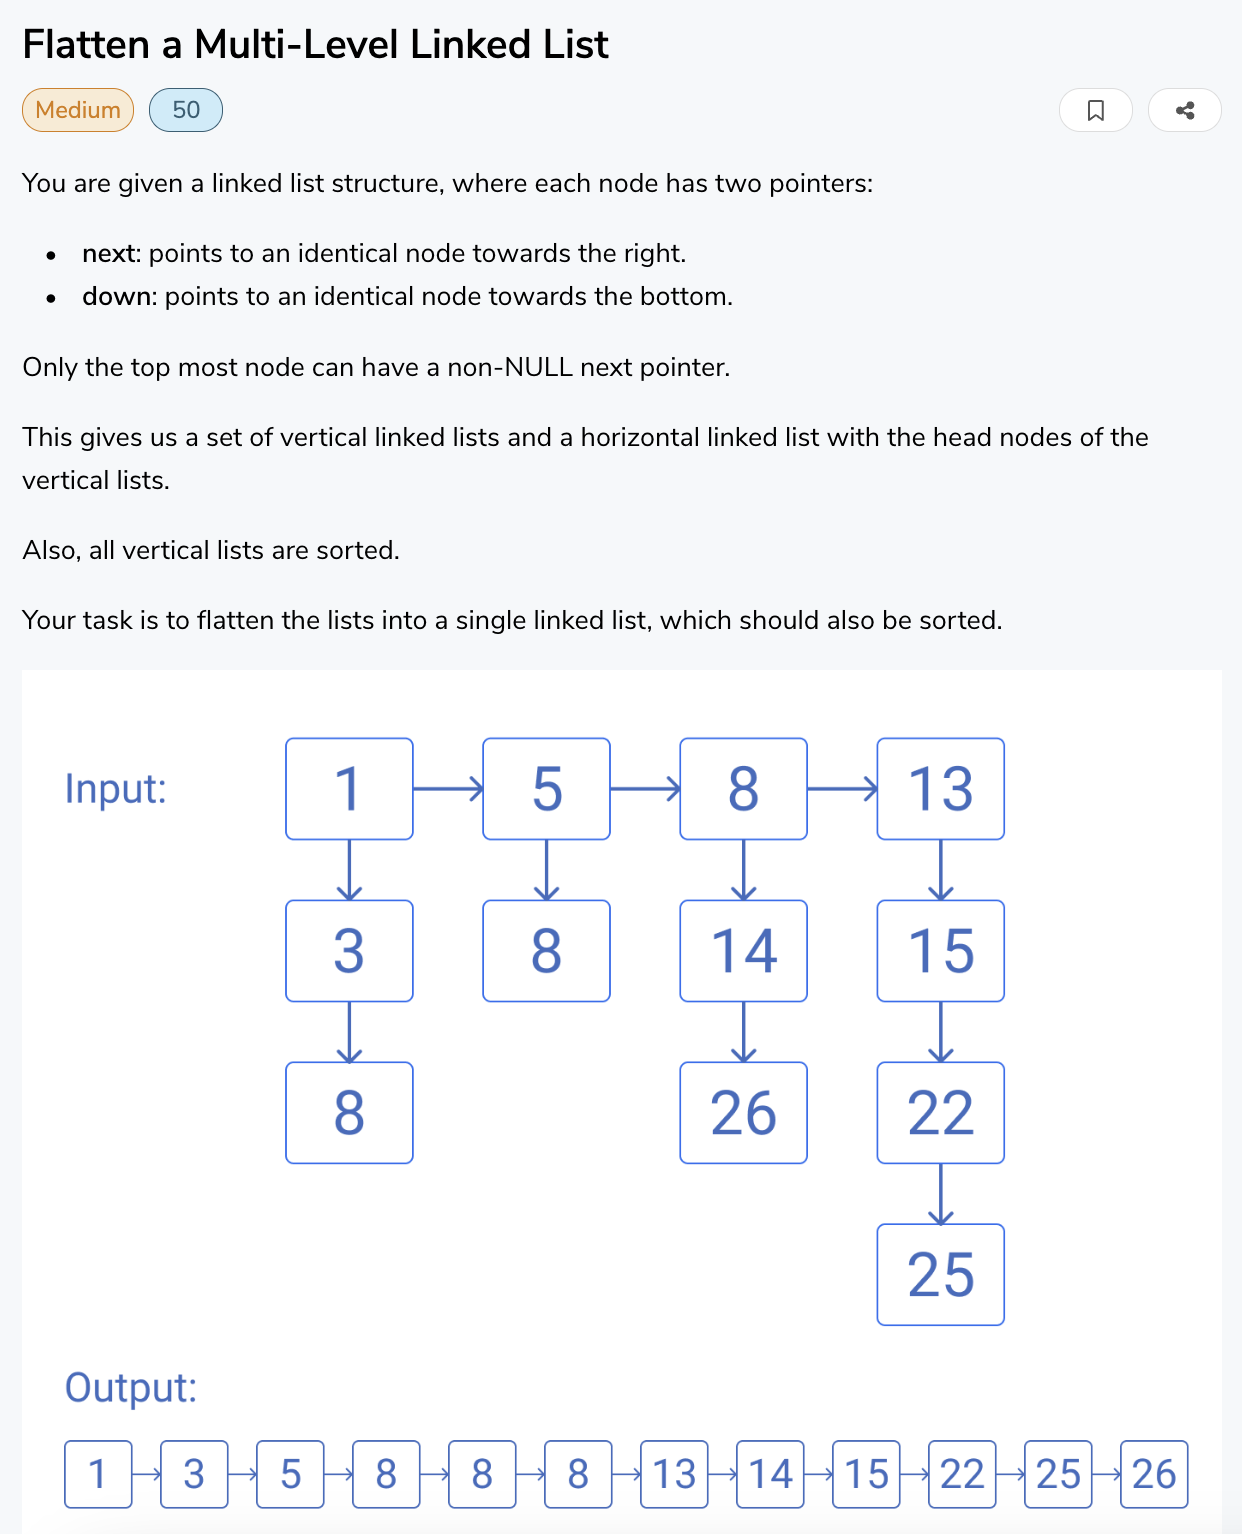 Flatten a Multi-Level Linked List
Medium 50
You are given a linked list structure, where each node has two pointers:
• next: points to an identical node towards the right.
• down: points to an identical node towards the bottom.
Only the top most node can have a non-NULL next pointer.
This gives us a set of vertical linked lists and a horizontal linked list with the head nodes of the
vertical lists.
Also, all vertical lists are sorted.
Your task is to flatten the lists into a single linked list, which should also be sorted.
Input: 1 5 8 13
3 8 14 15
8 26 22
25
Output:
1 3 5 8 8 8 13 14 15 22 25 26